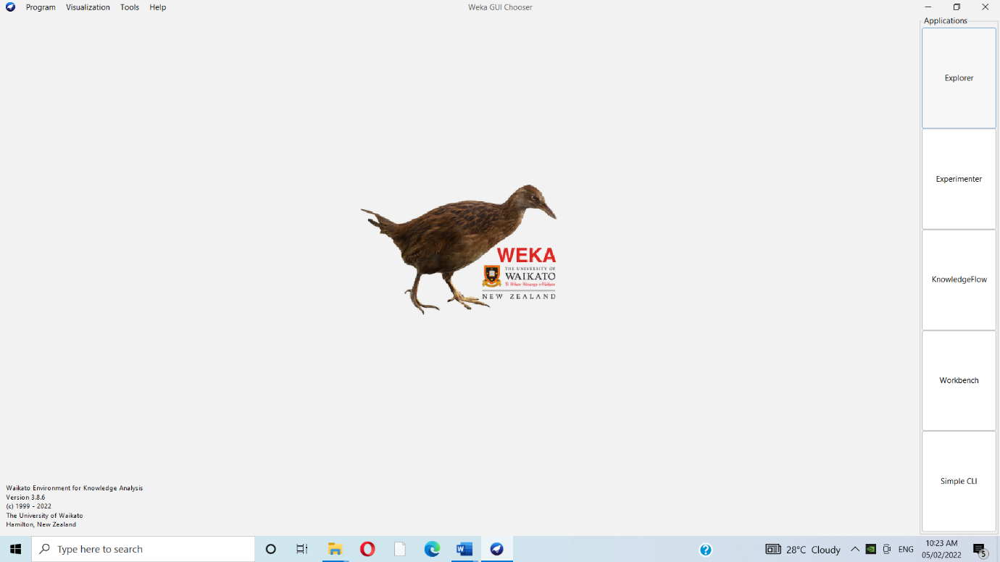 Program Visualization Tools Help
Weka GUI Chooser
Applications
Explorer
Experimenter
KnowledgeFlow
Workbench
Simple CLI
WEKA
THE UNIVERSITY OF
WAIKATO
Te Whare Wānanga o Waikato
NEW ZEALAND
Waikato Environment for Knowledge Analysis
Version 3.8.6
(c) 1999 - 2022
The University of Waikato
Hamilton, New Zealand
Type here to search
28°C Cloudy
ENG
10:23 AM
05/02/2022
5